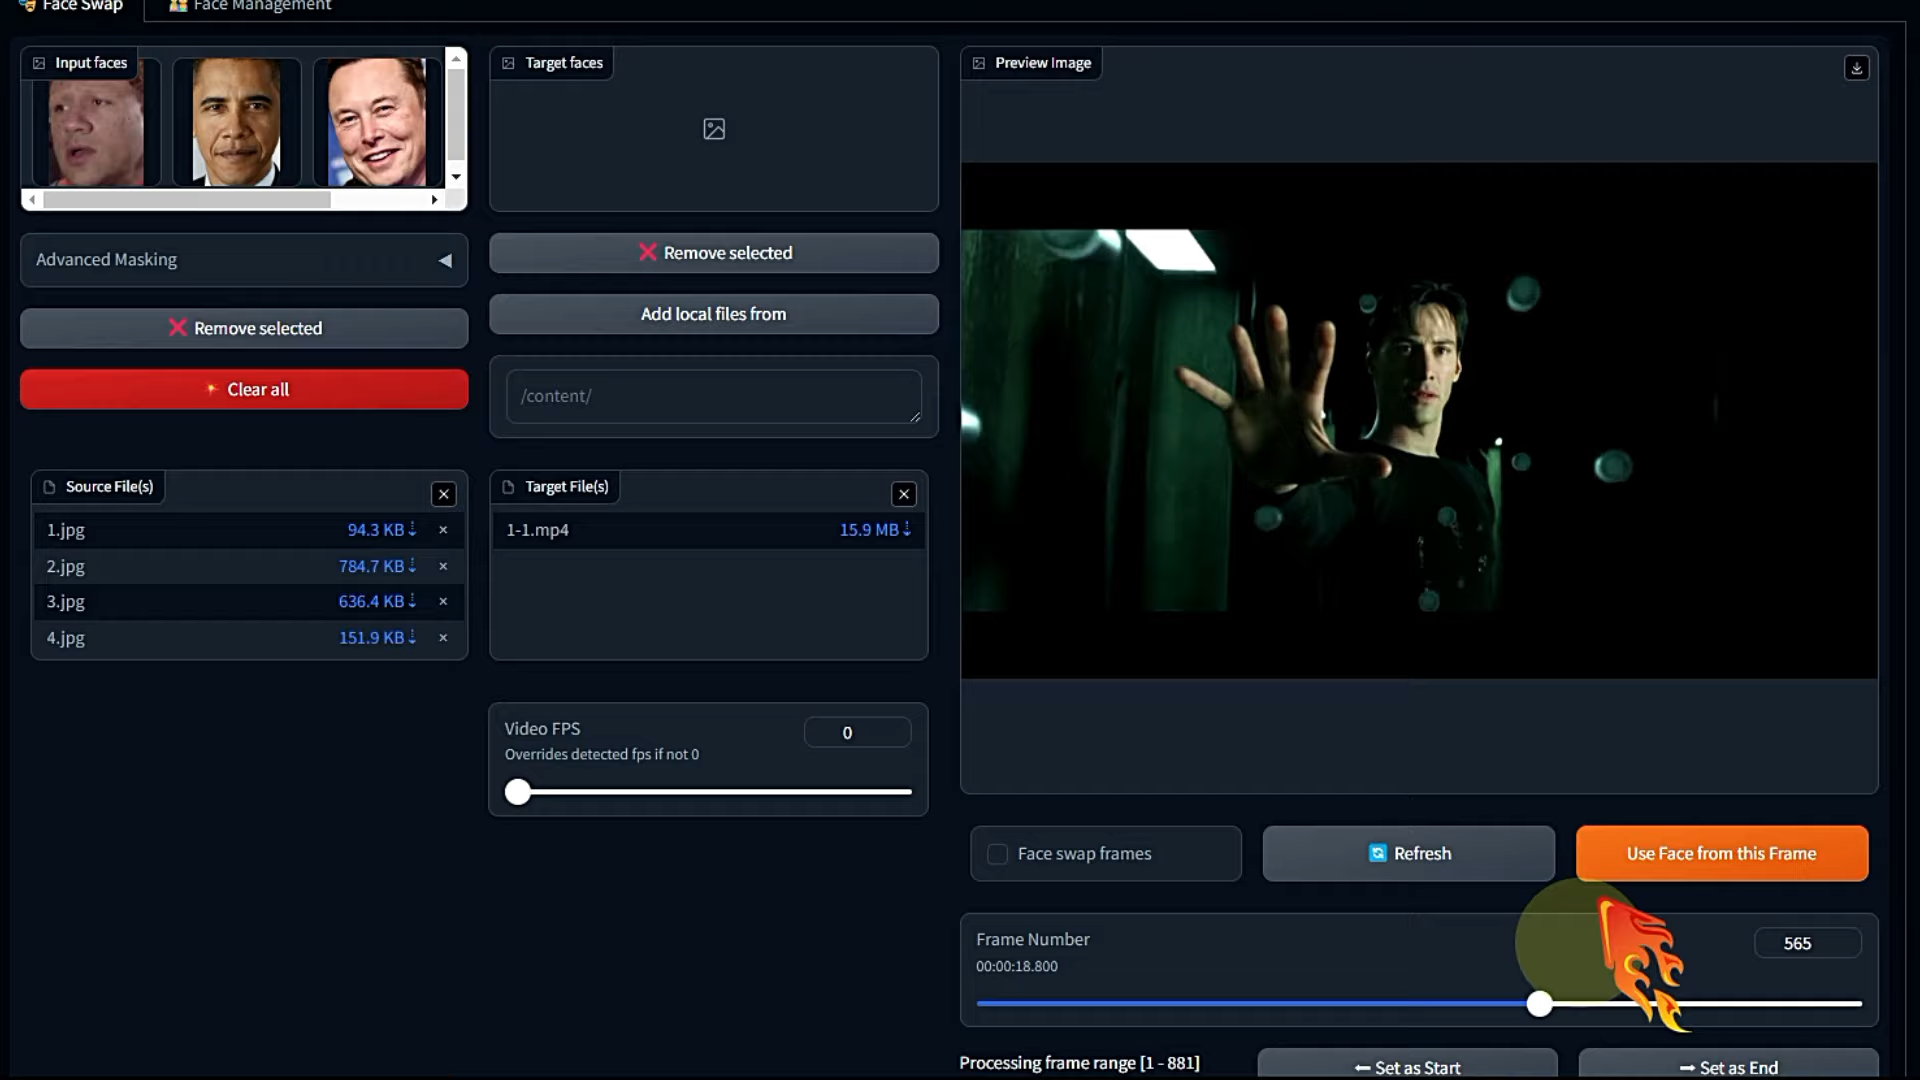 Face Swap
Face Management
Input faces
Target faces
Preview Image
Advanced Masking
Remove selected
Remove selected
Add local files from
Clear all
/content/
Source File(s)
1.jpg 94.3 KB
2.jpg 784.7 KB
3.jpg 636.4 KB
4.jpg 151.9 KB
Target File(s)
1-1.mp4 15.9 MB
Video FPS 0
Overrides detected fps if not 0
Face swap frames
Refresh
Use Face from this Frame
Frame Number 565
00:00:18.800
Processing frame range [1 - 881]
Set as Start
Set as End